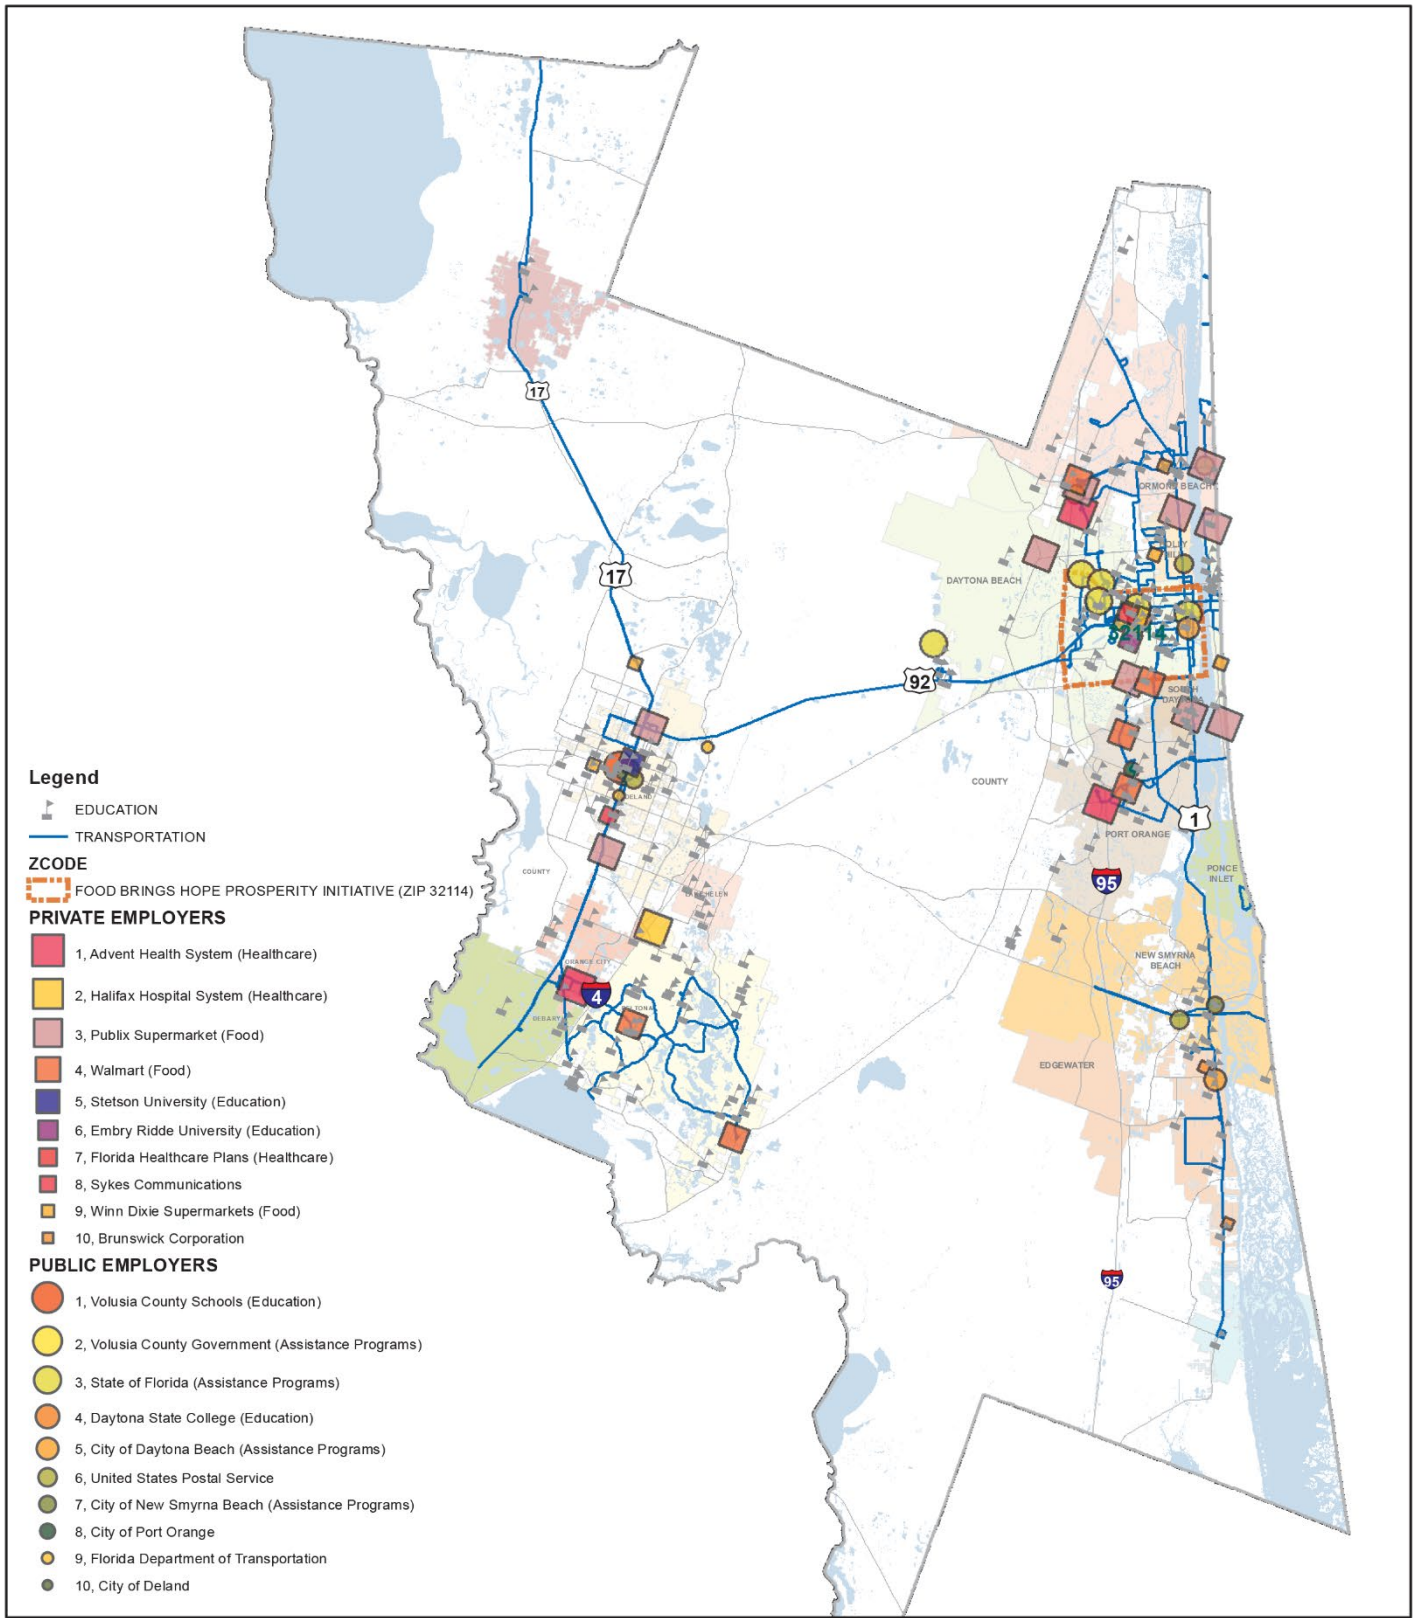 17
ORMOND BEACH
HOLLY
HILL
17
DAYTONA BEACH
32114
92
SOUTH
DAYTONA
COUNTY
Legend
DELAND
EDUCATION
1
TRANSPORTATION
PORT ORANGE
ZCODE
COUNTY
PONCE
INLET
95
FOOD BRINGS HOPE PROSPERITY INITIATIVE (ZIP 32114)
PRIVATE EMPLOYERS
1, Advent Health System (Healthcare)
ORANGE CITY
NEW SMYRNA
BEACH
4
2, Halifax Hospital System (Healthcare)
DELTONA
DEBARY
3, Publix Supermarket (Food)
EDGEWATER
4, Walmart (Food)
5, Stetson University (Education)
6, Embry Ridde University (Education)
7, Florida Healthcare Plans (Healthcare)
8, Sykes Communications
9, Winn Dixie Supermarkets (Food)
10, Brunswick Corporation
PUBLIC EMPLOYERS
95
1, Volusia County Schools (Education)
2, Volusia County Government (Assistance Programs)
3, State of Florida (Assistance Programs)
4, Daytona State College (Education)
5, City of Daytona Beach (Assistance Programs)
6, United States Postal Service
7, City of New Smyrna Beach (Assistance Programs)
8, City of Port Orange
9, Florida Department of Transportation
10, City of Deland